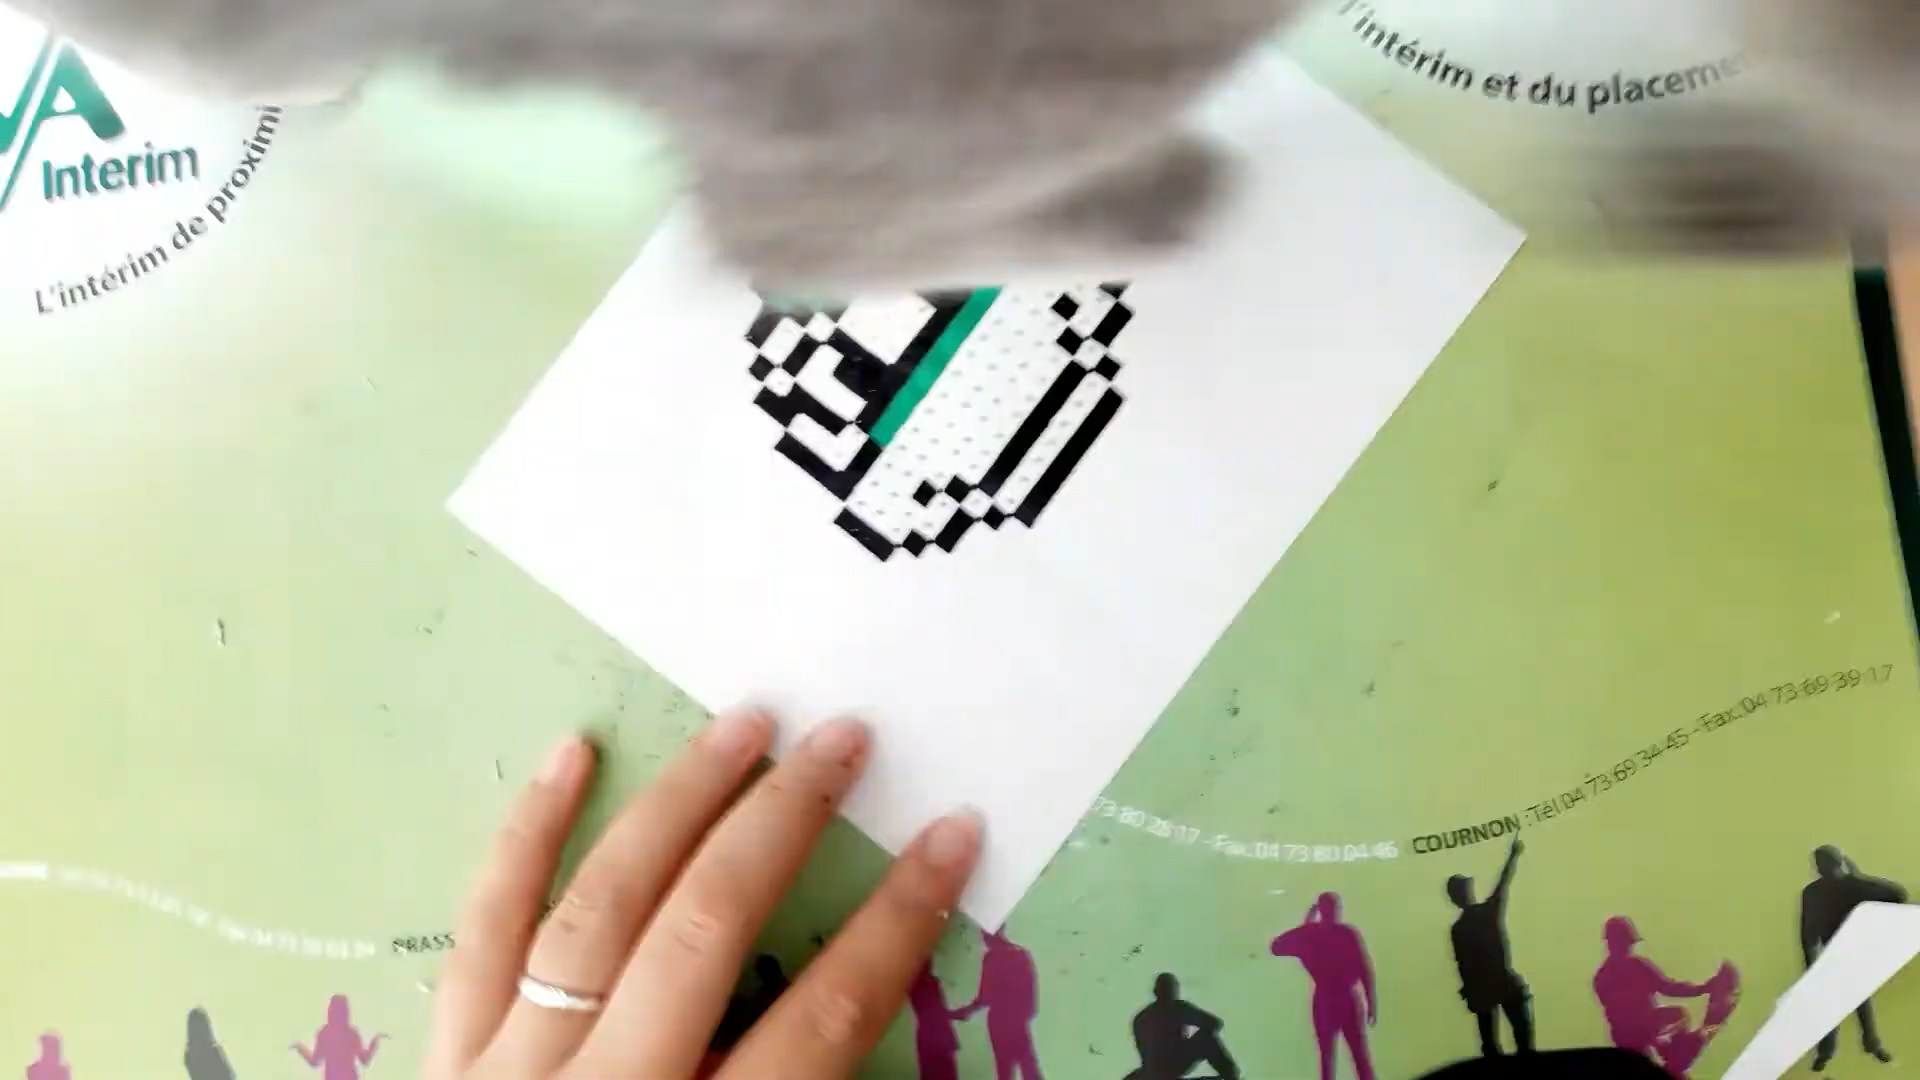 A
Interim
L'intérim de proximi
l'intérim et du placeme
73 80 28 17 - Fax: 04 73 80 04 46 COURNON : Tél 04 73 69 34 45 - Fax: 04 73 69 39 17
BRASS